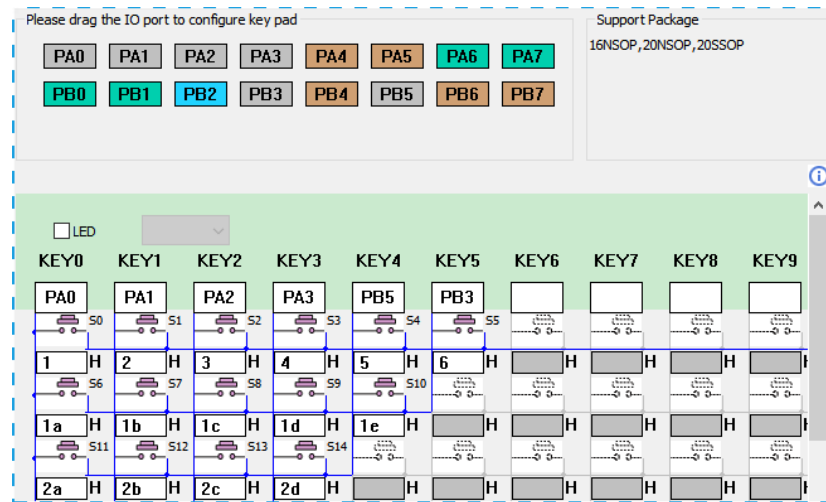 Please drag the IO port to configure key pad
Support Package
PA0 PA1 PA2 PA3 PA4 PA5 PA6 PA7
16NSOP,20NSOP,20SSOP
PB0 PB1 PB2 PB3 PB4 PB5 PB6 PB7
LED
KEY0 KEY1 KEY2 KEY3 KEY4 KEY5 KEY6 KEY7 KEY8 KEY9
PA0 PA1 PA2 PA3 PB5 PB3
S0 S1 S2 S3 S4 S5
1 H 2 H 3 H 4 H 5 H 6 H H H H H
S6 S7 S8 S9 S10
1a H 1b H 1c H 1d H 1e H H H H H
S11 S12 S13 S14
2a H 2b H 2c H 2d H H H H H H